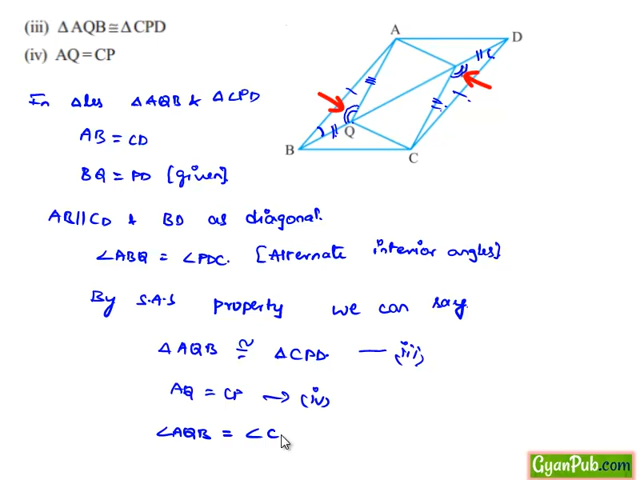 (iii) ΔAQB ≅ ΔCPD
(iv) AQ = CP
In Δles ΔAQB & ΔCPD
AB = CD
BQ = PD [given]
AB || CD & BD as diagonal.
∠ABQ = ∠PDC. [Alternate interior angles]
By S.A.S property we can say
ΔAQB ≅ ΔCPD. — (iii)
AQ = CP → (iv)
∠AQB = ∠C
A
D
Q
B
C
GyanPub.com